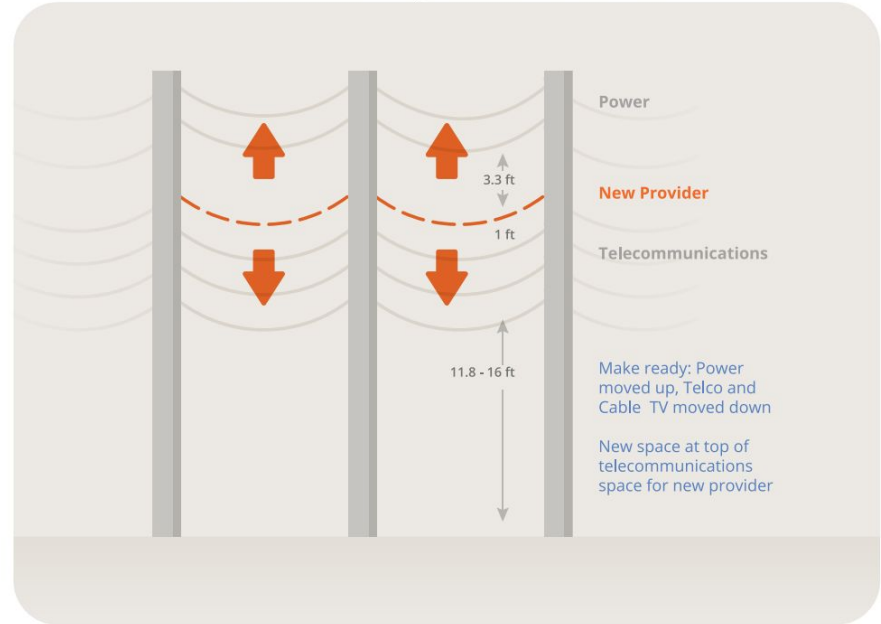 Power
3.3 ft
New Provider
1 ft
Telecommunications
11.8 - 16 ft
Make ready: Power
moved up, Telco and
Cable TV moved down
New space at top of
telecommunications
space for new provider